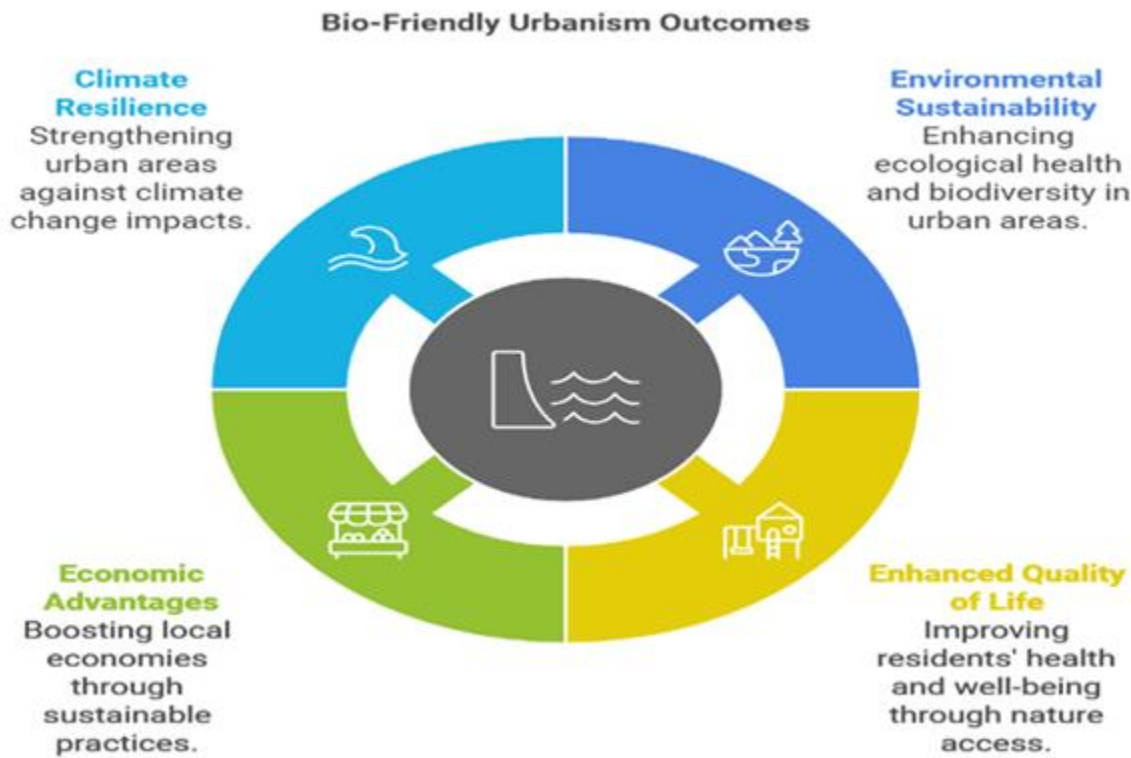 Bio-Friendly Urbanism Outcomes
Climate
Resilience
Strengthening
urban areas
against climate
change impacts.
Environmental
Sustainability
Enhancing
ecological health
and biodiversity in
urban areas.
Economic
Advantages
Boosting local
economies
through
sustainable
practices.
Enhanced Quality
of Life
Improving
residents' health
and well-being
through nature
access.